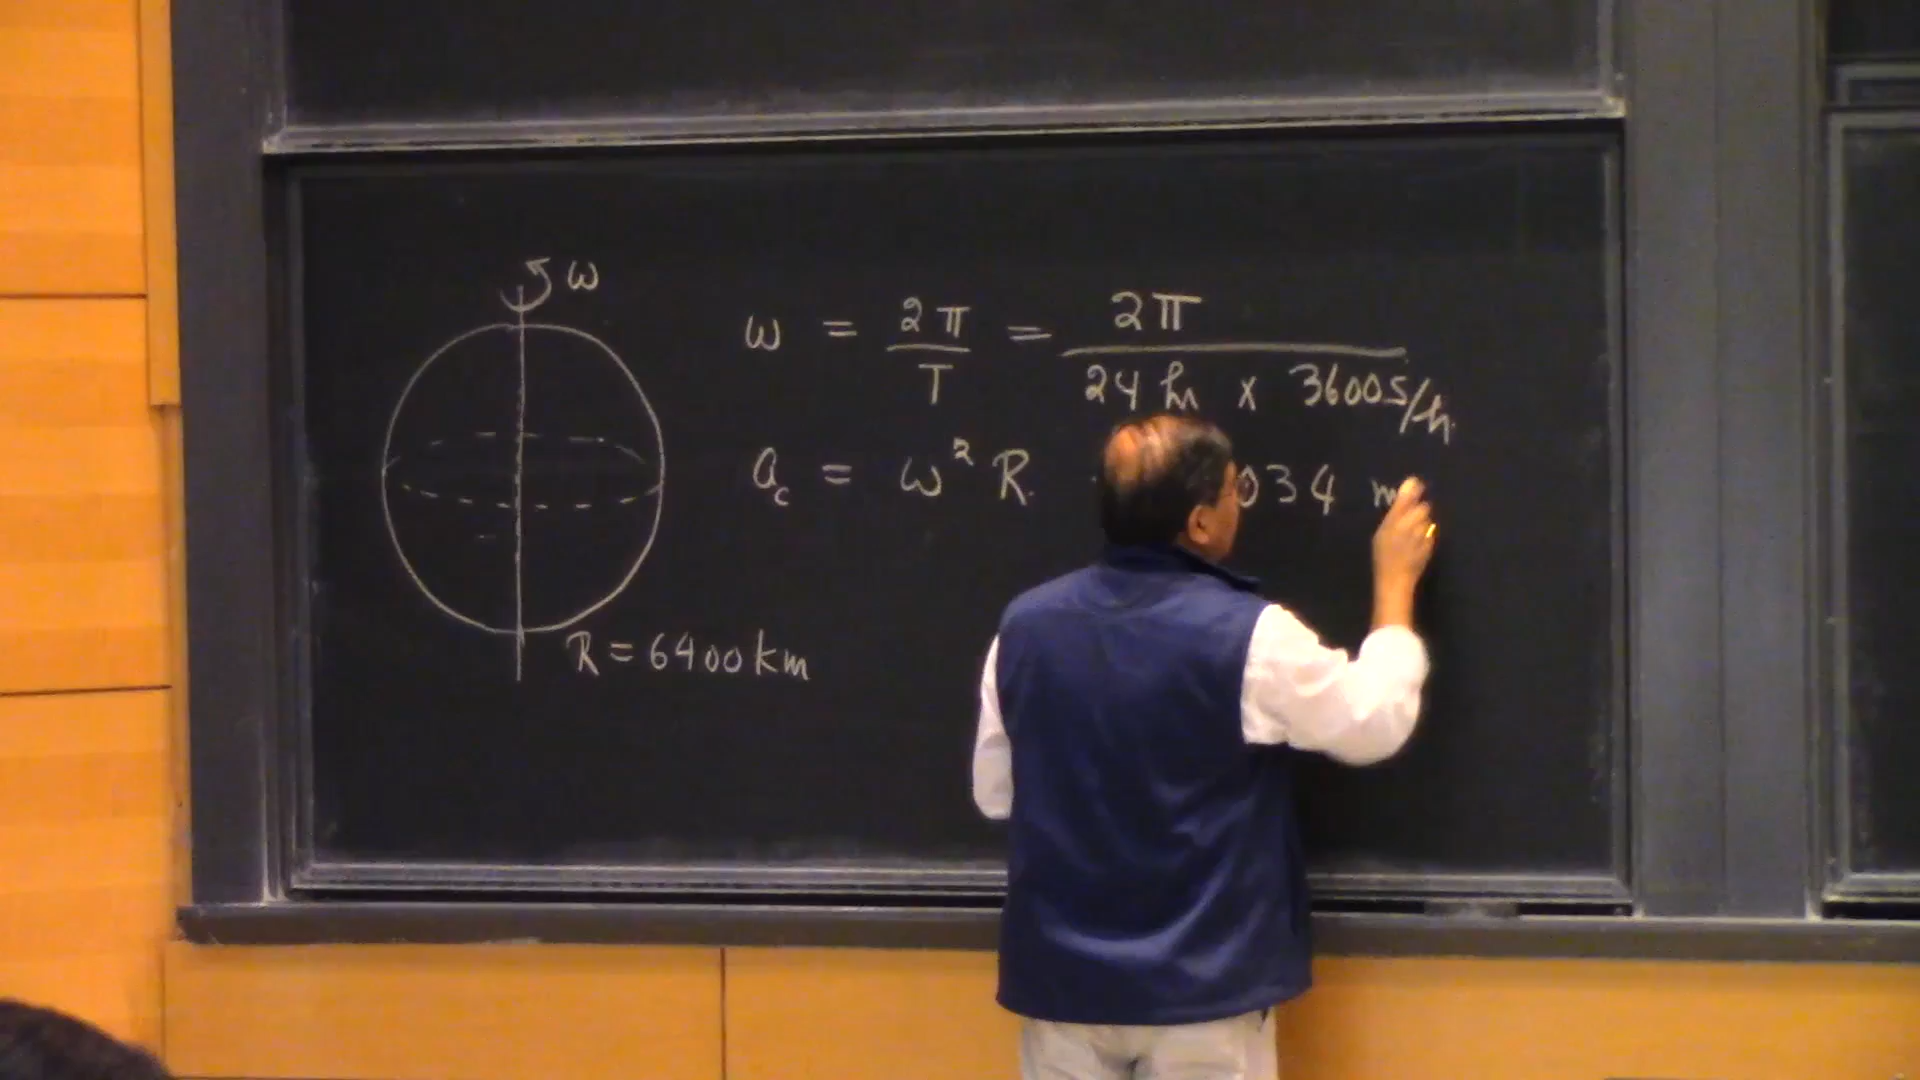 ω
ω = 2π / T = 2π / 24 hr x 3600 s/h
a_c = ω² R 034 m
R = 6400 km